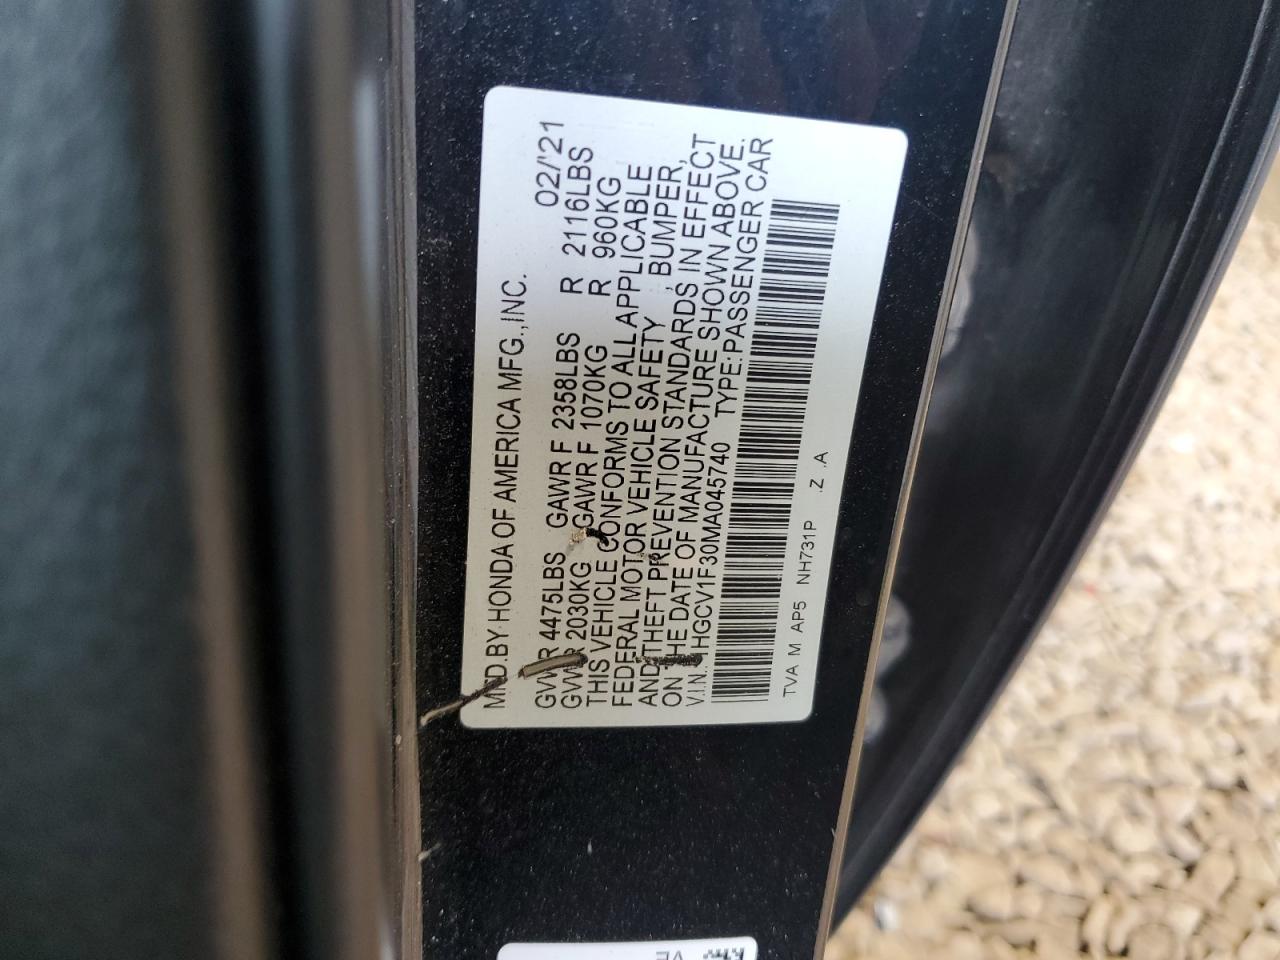 MFD.BY HONDA OF AMERICA MFG.,INC. 02/'21
GVWR 4475LBS GAWR F 2358LBS R 2116LBS
GVWR 2030KG GAWR F 1070KG R 960KG
THIS VEHICLE CONFORMS TO ALL APPLICABLE
FEDERAL MOTOR VEHICLE SAFETY , BUMPER,
AND THEFT PREVENTION STANDARDS IN EFFECT
ON THE DATE OF MANUFACTURE SHOWN ABOVE.
V.I.N.: 1HGCV1F30MA045740 TYPE:PASSENGER CAR
TVA M AP5 NH731P .Z .A
VE